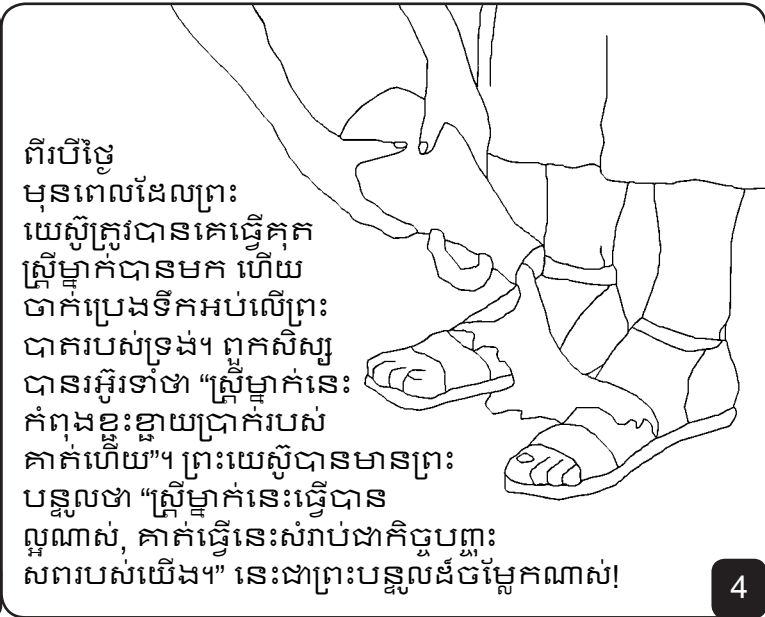 ពីរបីថ្ងៃ
មុនពេលដែលព្រះ
យេស៊ូត្រូវបានគេធ្វើគុត
ស្ត្រីម្នាក់បានមក ហើយ
ចាក់ប្រេងទឹកអប់លើព្រះ
បាតរបស់ទ្រង់។ ពួកសិស្ស
បានរអ៊ូរទាំថា “ស្ត្រីម្នាក់នេះ
កំពុងខ្ជះខ្ជាយប្រាក់របស់
គាត់ហើយ”។ ព្រះយេស៊ូបានមានព្រះ
បន្ទូលថា “ស្ត្រីម្នាក់នេះធ្វើបាន
ល្អណាស់, គាត់ធ្វើនេះសំរាប់ជាកិច្ចបញ្ចុះ
សពរបស់យើង។” នេះជាព្រះបន្ទូលដ៏ចម្លែកណាស់!
4